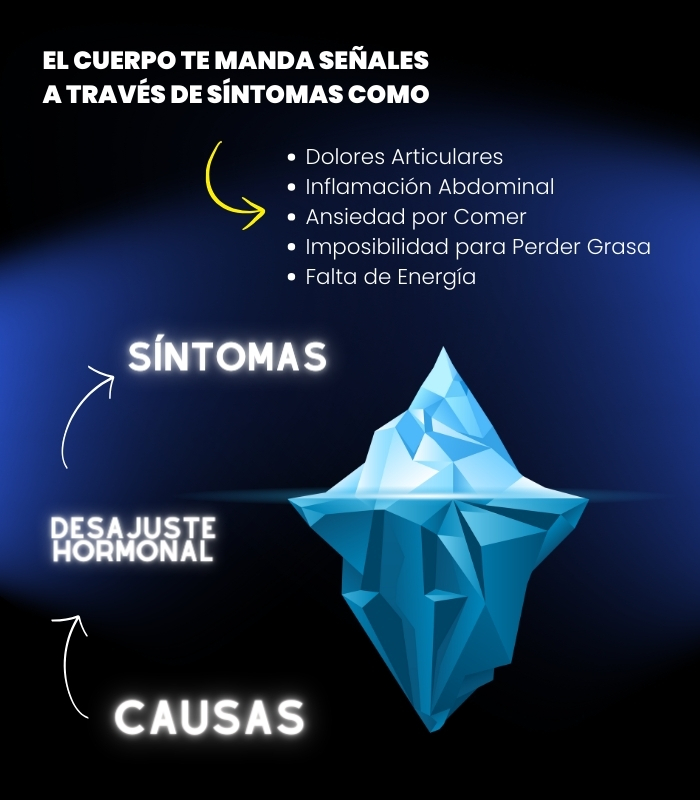 EL CUERPO TE MANDA SEÑALES
A TRAVÉS DE SÍNTOMAS COMO
• Dolores Articulares
• Inflamación Abdominal
• Ansiedad por Comer
• Imposibilidad para Perder Grasa
• Falta de Energía
SÍNTOMAS
DESAJUSTE
HORMONAL
CAUSAS